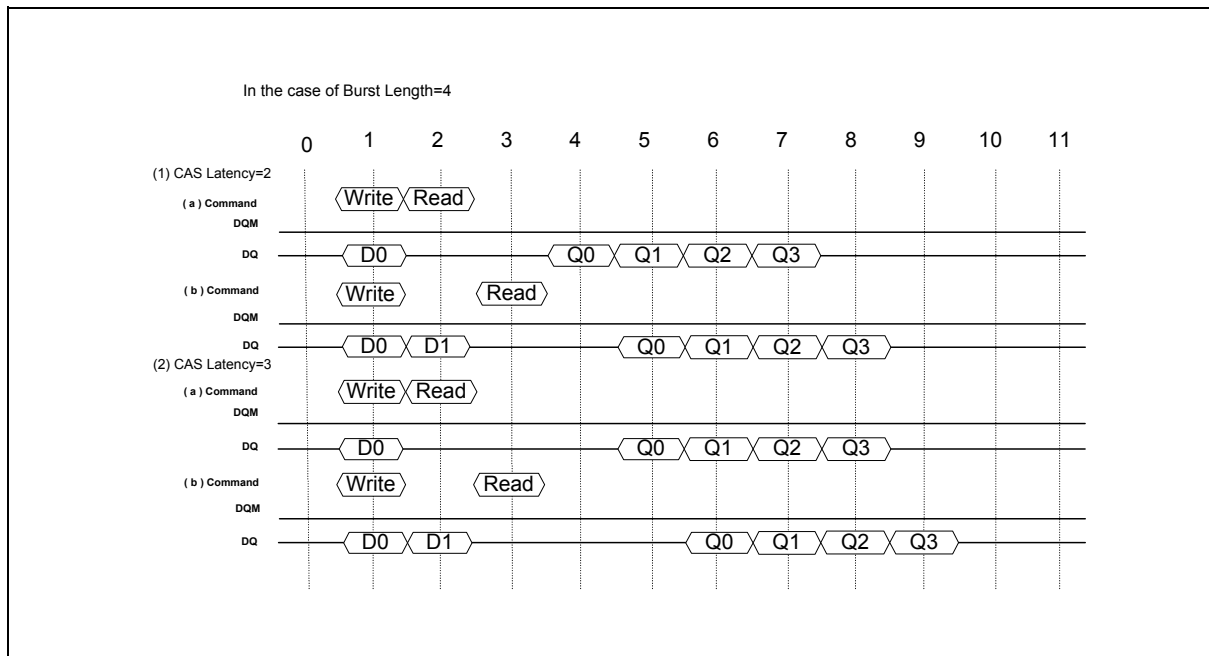 In the case of Burst Length=4
0 1 2 3 4 5 6 7 8 9 10 11
(1) CAS Latency=2
( a ) Command Write Read
DQM
DQ D0 Q0 Q1 Q2 Q3
( b ) Command Write Read
DQM
DQ D0 D1 Q0 Q1 Q2 Q3
(2) CAS Latency=3
( a ) Command Write Read
DQM
DQ D0 Q0 Q1 Q2 Q3
( b ) Command Write Read
DQM
DQ D0 D1 Q0 Q1 Q2 Q3